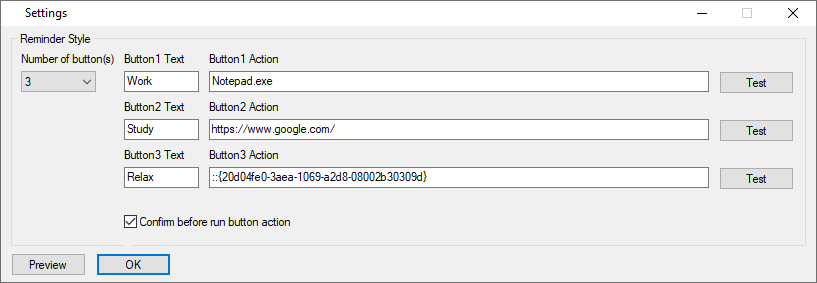 Settings
Reminder Style
Number of button(s) Button1 Text Button1 Action
3 Work Notepad.exe Test
Button2 Text Button2 Action
Study https://www.google.com/ Test
Button3 Text Button3 Action
Relax ::{20d04fe0-3aea-1069-a2d8-08002b30309d} Test
Confirm before run button action
Preview OK